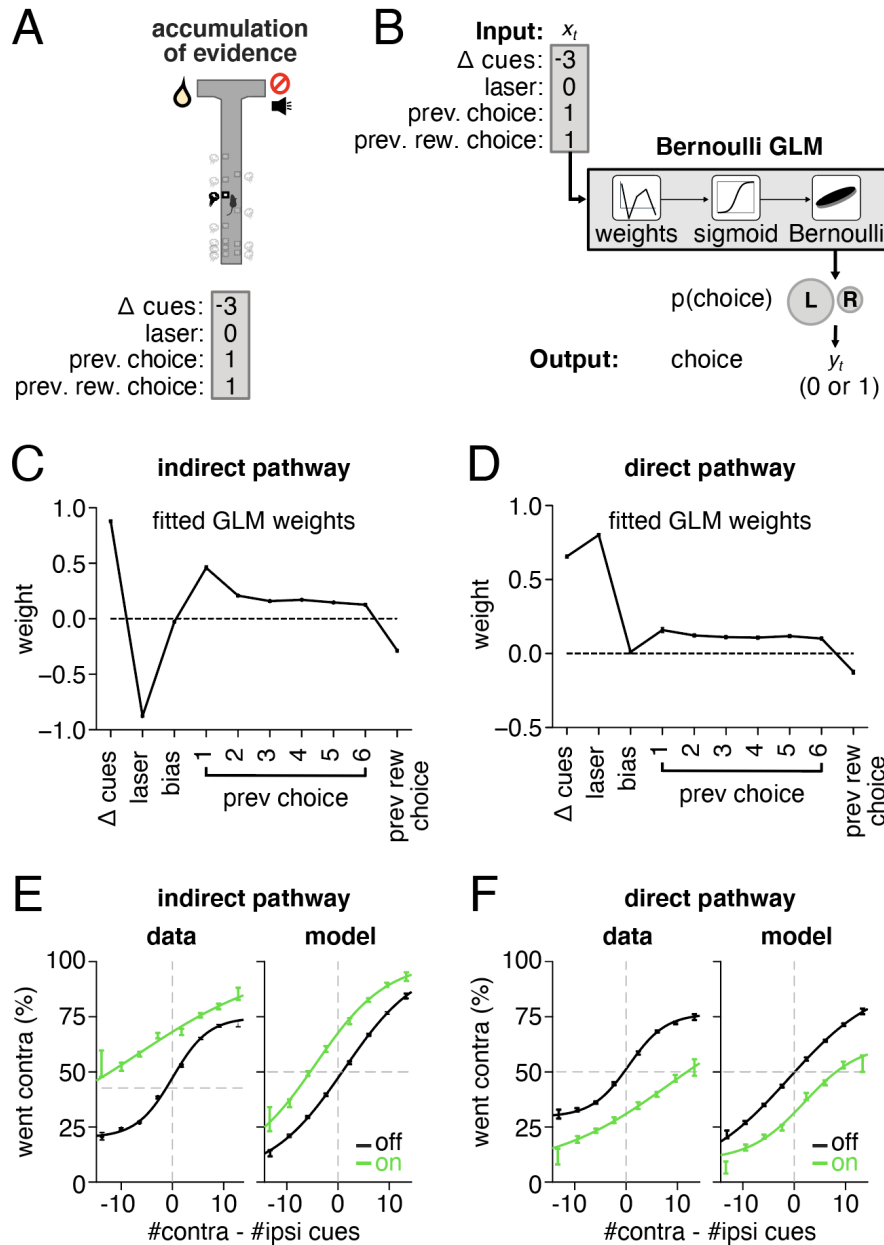 A
accumulation
of evidence
Δ cues: -3
laser: 0
prev. choice: 1
prev. rew. choice: 1
B
Input: xt
Δ cues: -3
laser: 0
prev. choice: 1
prev. rew. choice: 1
Bernoulli GLM
weights sigmoid Bernoulli
p(choice) L R
Output: choice yt
(0 or 1)
C indirect pathway
fitted GLM weights
weight
1.0
0.5
0.0
−0.5
−1.0
Δ cues
laser
bias
1 2 3 4 5 6
prev choice
prev rew
choice
D direct pathway
fitted GLM weights
weight
1.0
0.5
0.0
−0.5
Δ cues
laser
bias
1 2 3 4 5 6
prev choice
prev rew
choice
E indirect pathway
data model
went contra (%)
100
75
50
25
0
off
on
-10 0 10 -10 0 10
#contra - #ipsi cues
F direct pathway
data model
went contra (%)
100
75
50
25
0
off
on
-10 0 10 -10 0 10
#contra - #ipsi cues